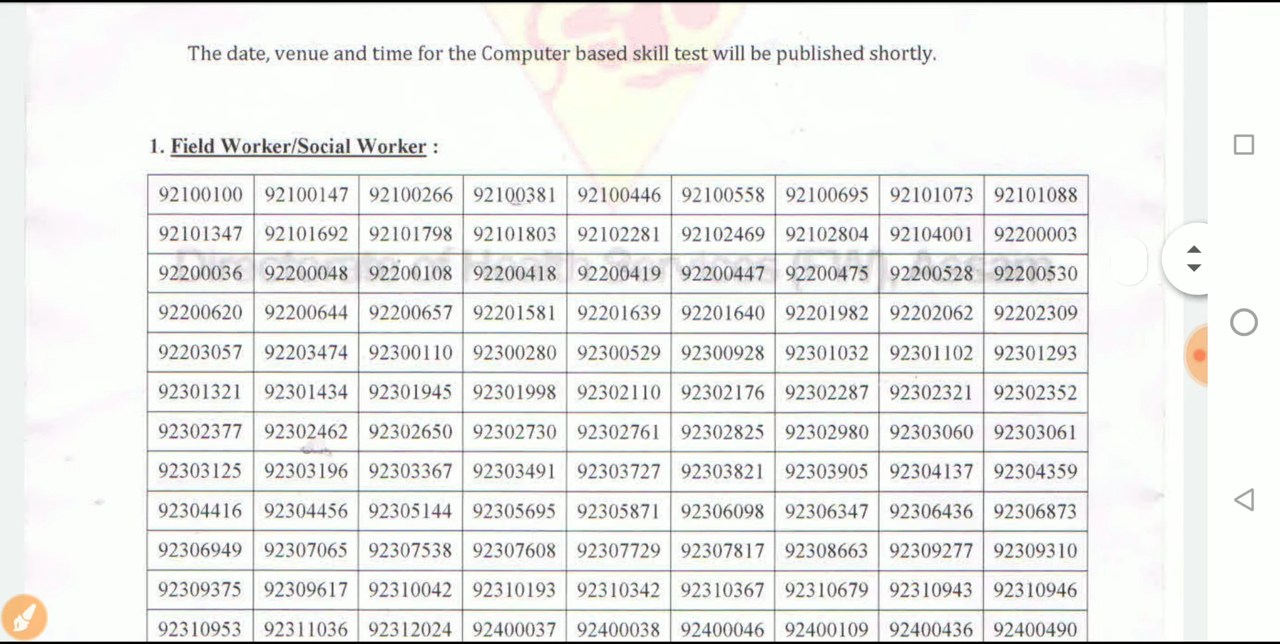 The date, venue and time for the Computer based skill test will be published shortly.
1. Field Worker/Social Worker :
92100100 92100147 92100266 92100381 92100446 92100558 92100695 92101073 92101088
92101347 92101692 92101798 92101803 92102281 92102469 92102804 92104001 92200003
Directorate of Health Services (FW), Assam
92200036 92200048 92200108 92200418 92200419 92200447 92200475 92200528 92200530
92200620 92200644 92200657 92201581 92201639 92201640 92201982 92202062 92202309
92203057 92203474 92300110 92300280 92300529 92300928 92301032 92301102 92301293
92301321 92301434 92301945 92301998 92302110 92302176 92302287 92302321 92302352
92302377 92302462 92302650 92302730 92302761 92302825 92302980 92303060 92303061
92303125 92303196 92303367 92303491 92303727 92303821 92303905 92304137 92304359
92304416 92304456 92305144 92305695 92305871 92306098 92306347 92306436 92306873
92306949 92307065 92307538 92307608 92307729 92307817 92308663 92309277 92309310
92309375 92309617 92310042 92310193 92310342 92310367 92310679 92310943 92310946
92310953 92311036 92312024 92400037 92400038 92400046 92400109 92400436 92400490